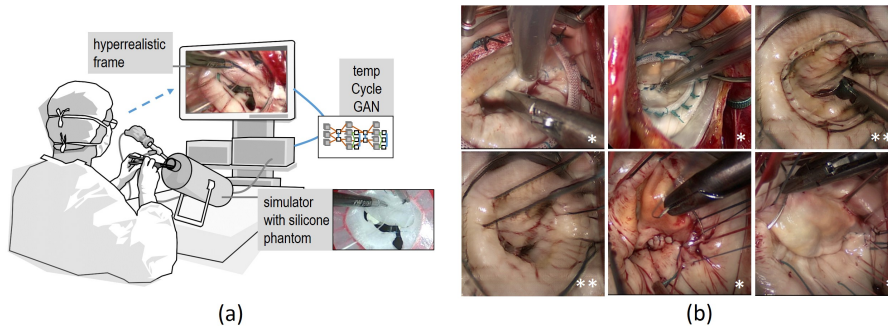 hyperrealistic
frame
temp
Cycle
GAN
simulator
with silicone
phantom
*
*
**
**
*
*
(a)
(b)